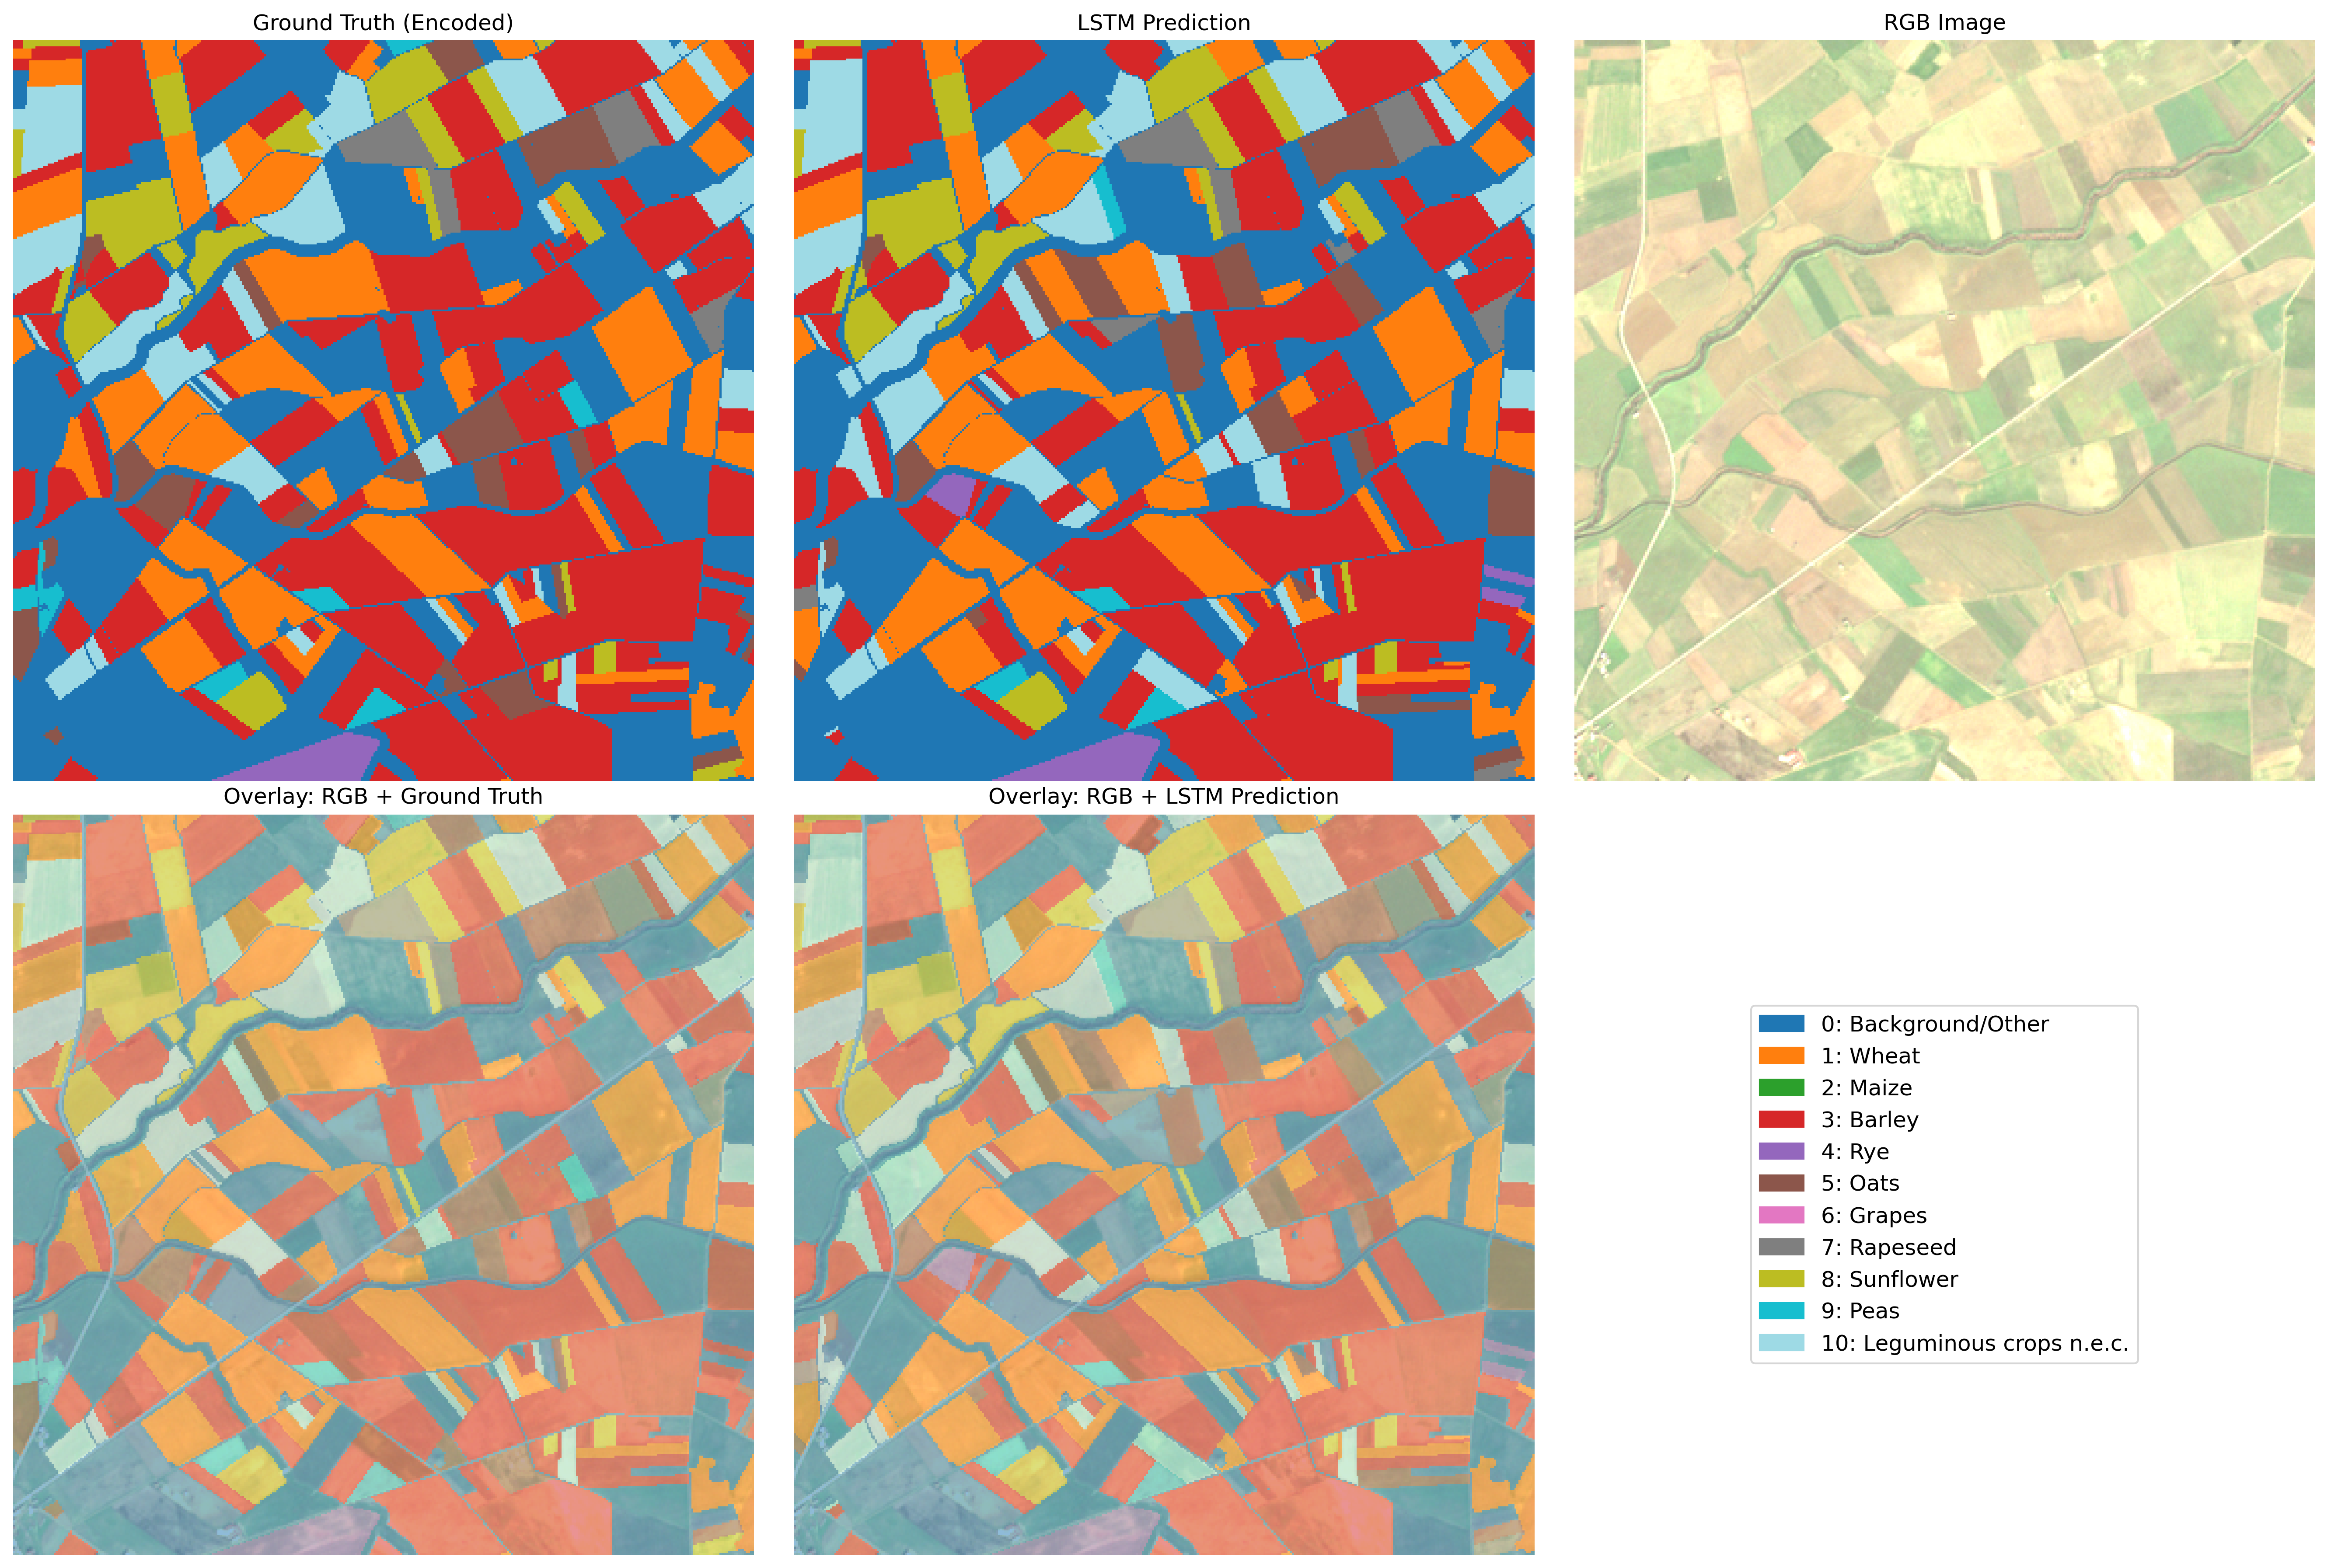 Ground Truth (Encoded)
LSTM Prediction
RGB Image
Overlay: RGB + Ground Truth
Overlay: RGB + LSTM Prediction
0: Background/Other
1: Wheat
2: Maize
3: Barley
4: Rye
5: Oats
6: Grapes
7: Rapeseed
8: Sunflower
9: Peas
10: Leguminous crops n.e.c.